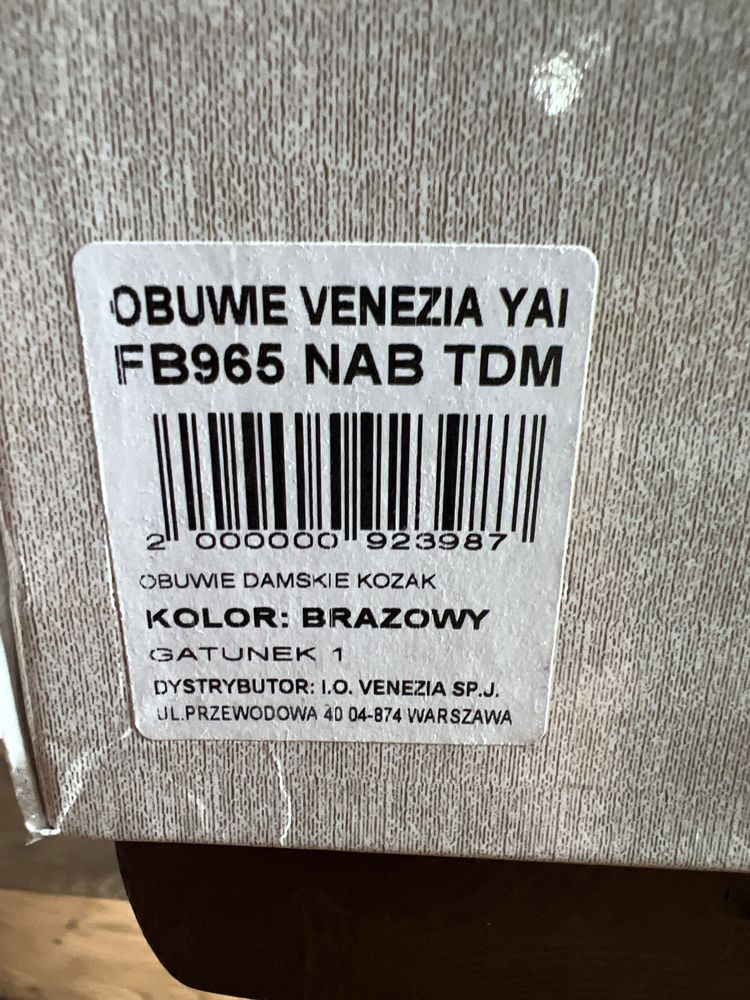 OBUWIE VENEZIA YAI
FB965 NAB TDM
2 000000 923987
OBUWIE DAMSKIE KOZAK
KOLOR: BRAZOWY
GATUNEK 1
DYSTRYBUTOR: I.O. VENEZIA SP.J.
UL.PRZEWODOWA 40 04-874 WARSZAWA